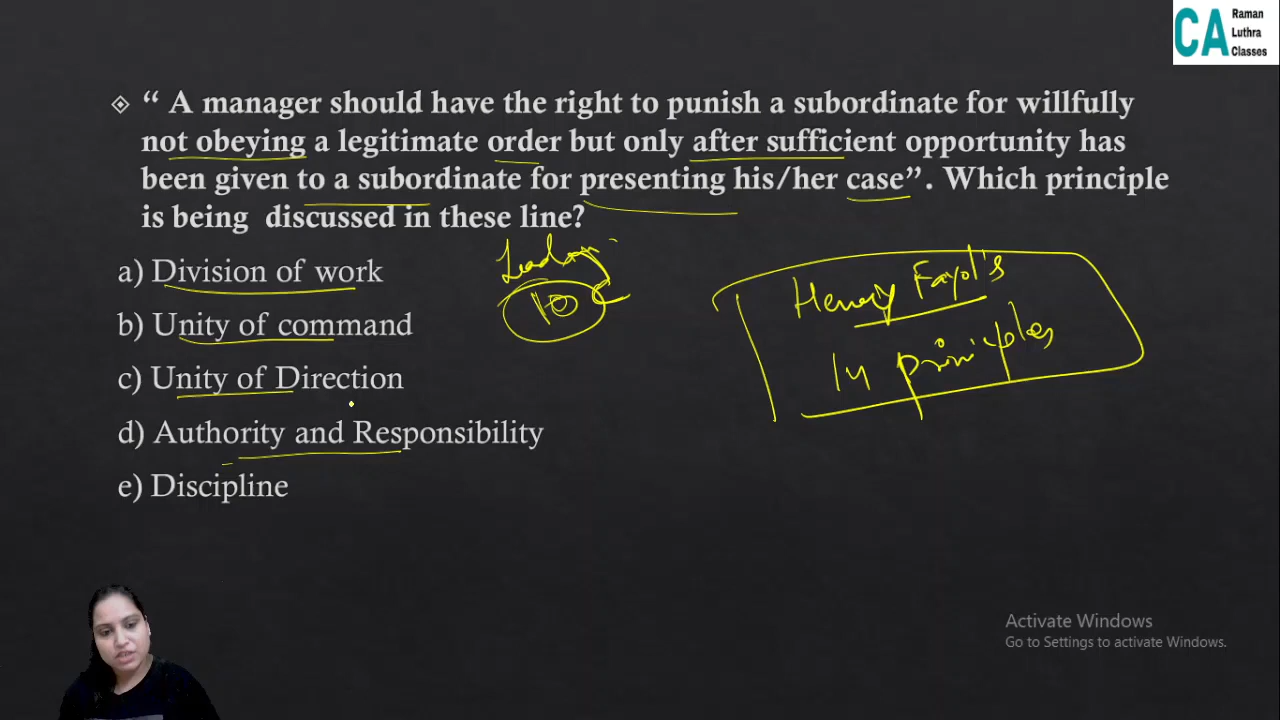 CA Raman
Luthra
Classes
“ A manager should have the right to punish a subordinate for willfully
not obeying a legitimate order but only after sufficient opportunity has
been given to a subordinate for presenting his/her case”. Which principle
is being discussed in these line?
a) Division of work
b) Unity of command
c) Unity of Direction
d) Authority and Responsibility
e) Discipline
10
Henry Fayol's
14 principles
Activate Windows
Go to Settings to activate Windows.